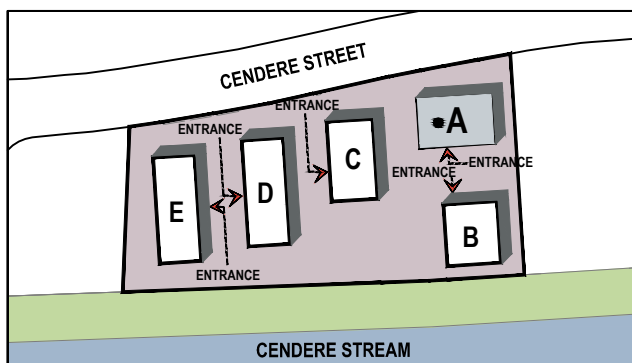 CENDERE STREET
ENTRANCE
ENTRANCE
A
C
ENTRANCE
ENTRANCE
D
E
B
ENTRANCE
CENDERE STREAM